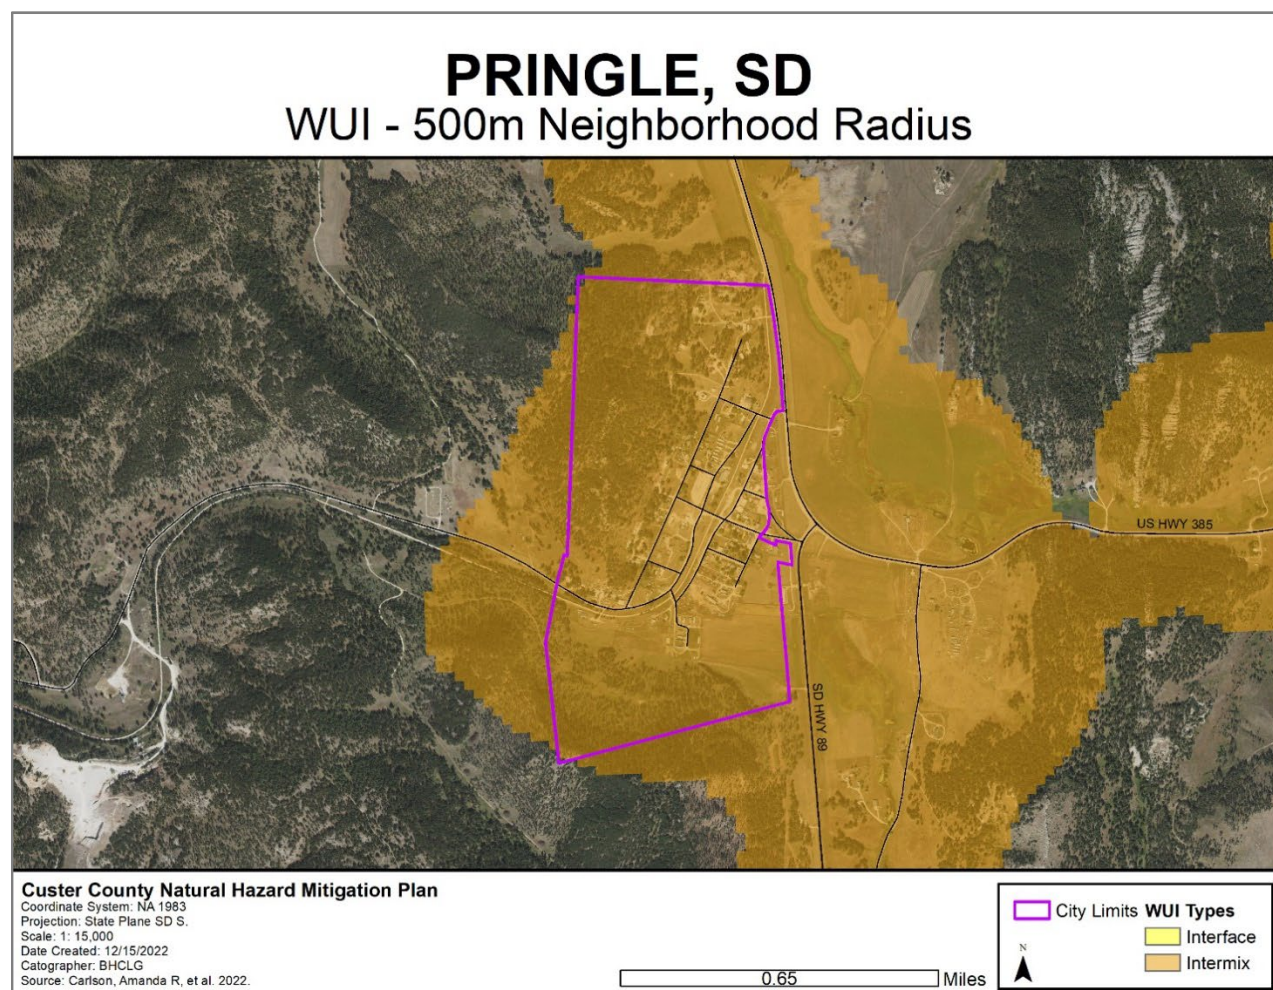 PRINGLE, SD
WUI - 500m Neighborhood Radius
US HWY 385
SD HWY 89
Custer County Natural Hazard Mitigation Plan
Coordinate System: NA 1983
Projection: State Plane SD S.
Scale: 1: 15,000
Date Created: 12/15/2022
Catographer: BHCLG
Source: Carlson, Amanda R, et al. 2022.
0.65 Miles
City Limits
N
WUI Types
Interface
Intermix